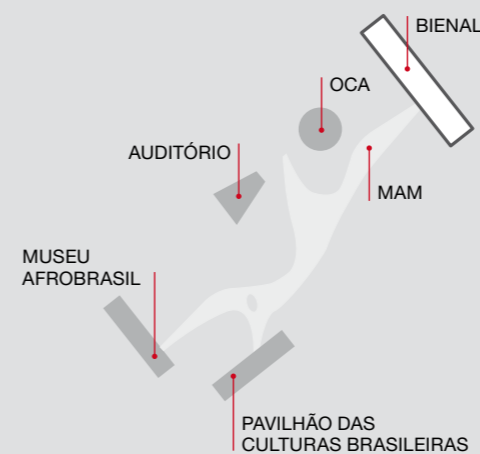 BIENAL
OCA
AUDITÓRIO
MAM
MUSEU
AFROBRASIL
PAVILHÃO DAS
CULTURAS BRASILEIRAS